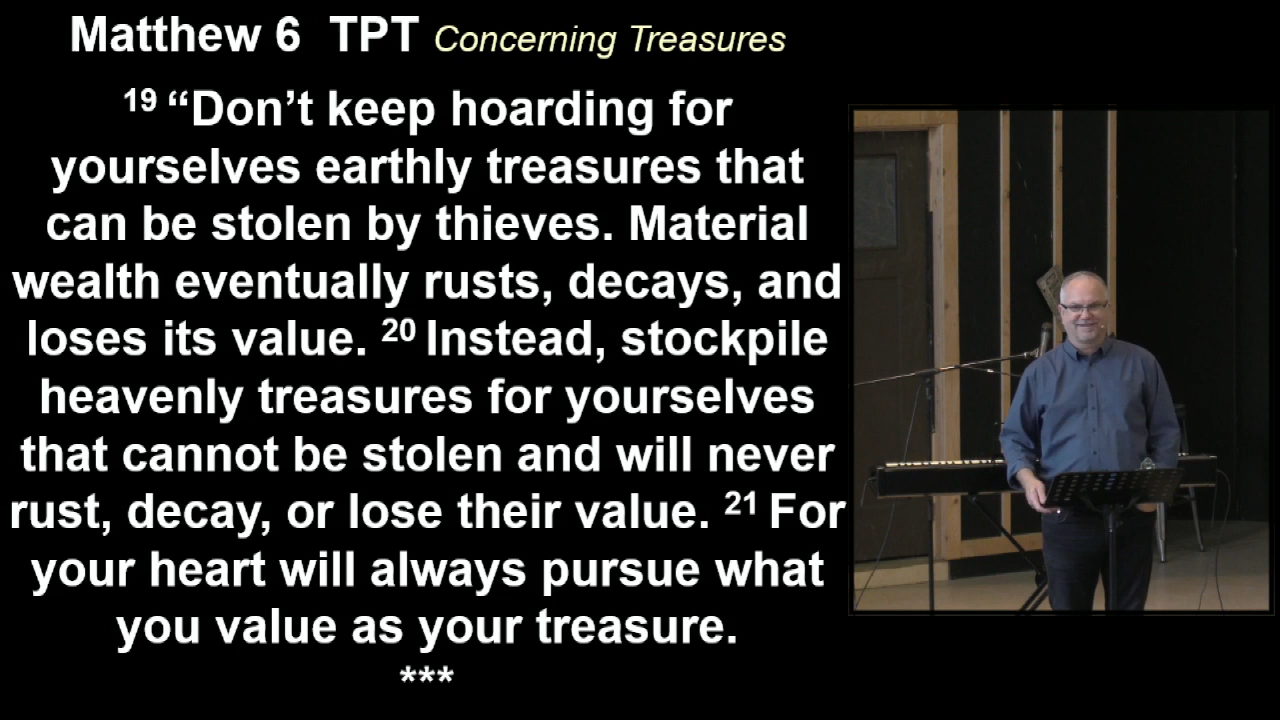 Matthew 6 TPT Concerning Treasures
19 “Don’t keep hoarding for
yourselves earthly treasures that
can be stolen by thieves. Material
wealth eventually rusts, decays, and
loses its value. 20 Instead, stockpile
heavenly treasures for yourselves
that cannot be stolen and will never
rust, decay, or lose their value. 21 For
your heart will always pursue what
you value as your treasure.
***